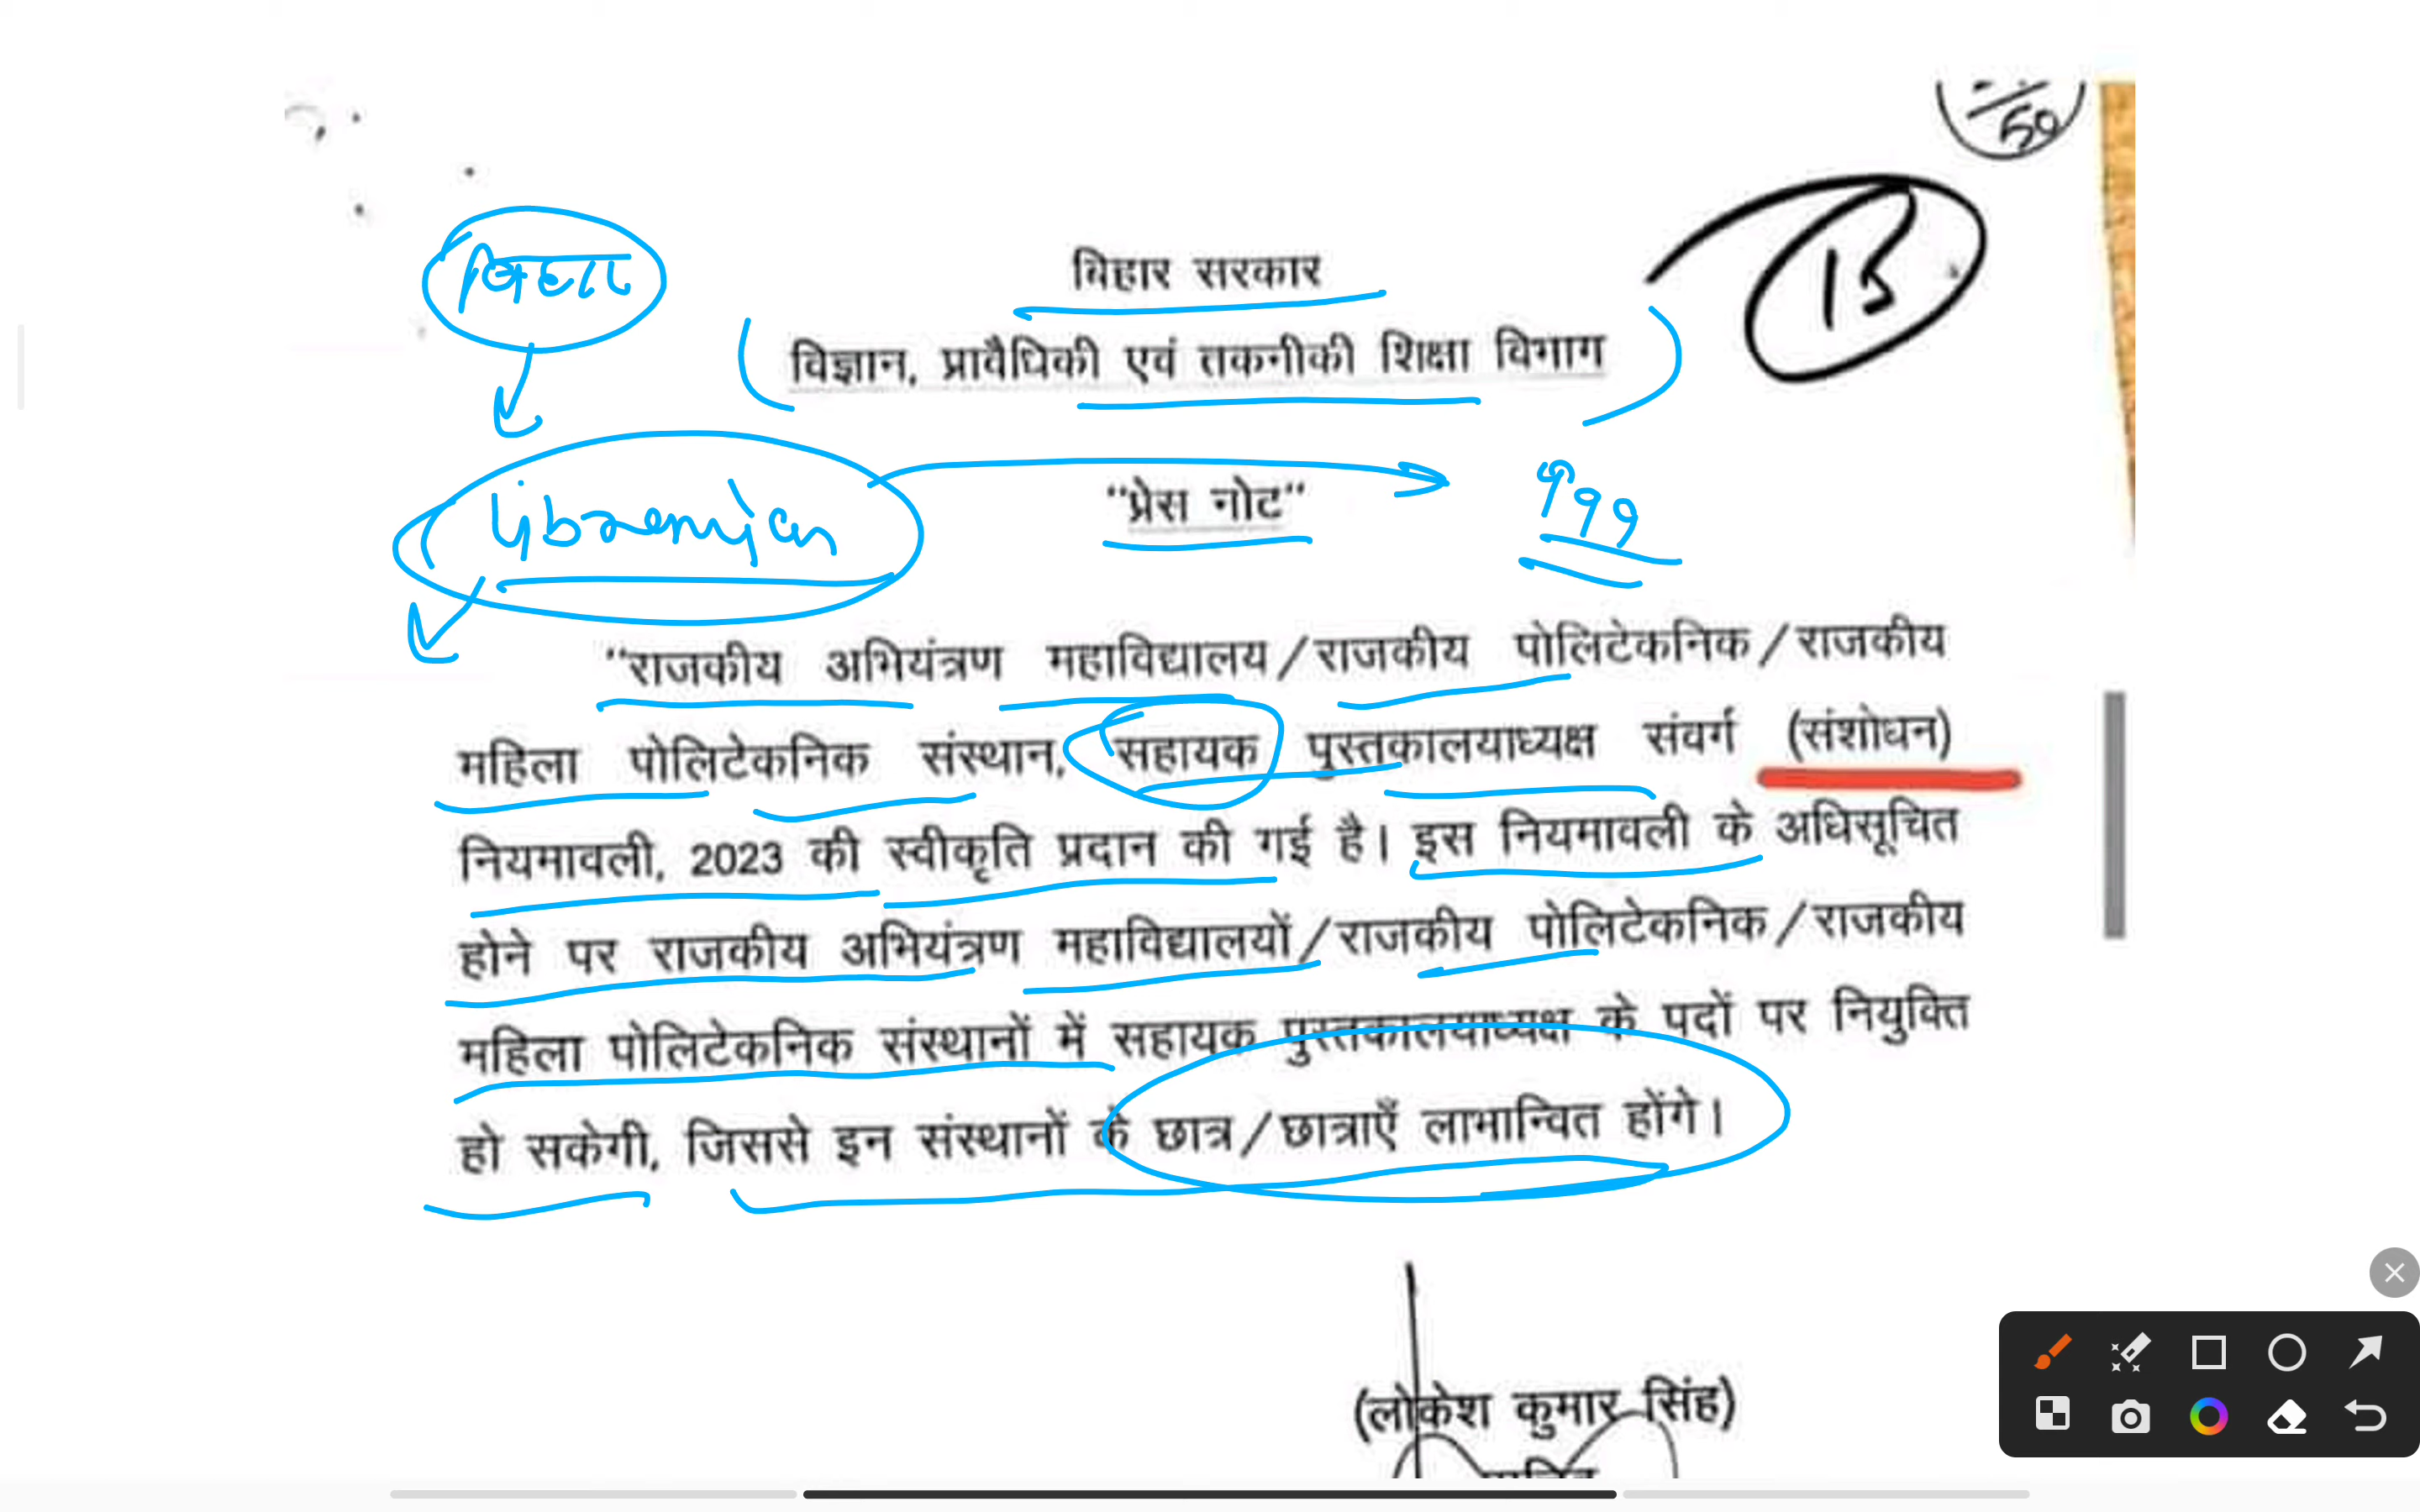 50
13
बिहार
बिहार सरकार
विज्ञान, प्रावैधिकी एवं तकनीकी शिक्षा विभाग
"प्रेस नोट"
"राजकीय अभियंत्रण महाविद्यालय/राजकीय पोलिटेकनिक/राजकीय
महिला पोलिटेकनिक संस्थान, सहायक पुस्तकालयाध्यक्ष संवर्ग (संशोधन)
नियमावली, 2023 की स्वीकृति प्रदान की गई है। इस नियमावली के अधिसूचित
होने पर राजकीय अभियंत्रण महाविद्यालयों/राजकीय पोलिटेकनिक/राजकीय
महिला पोलिटेकनिक संस्थानों में सहायक पुस्तकालयाध्यक्ष के पदों पर नियुक्ति
हो सकेगी, जिससे इन संस्थानों के छात्र/छात्राएँ लाभान्वित होंगे।
(लोकेश कुमार सिंह)